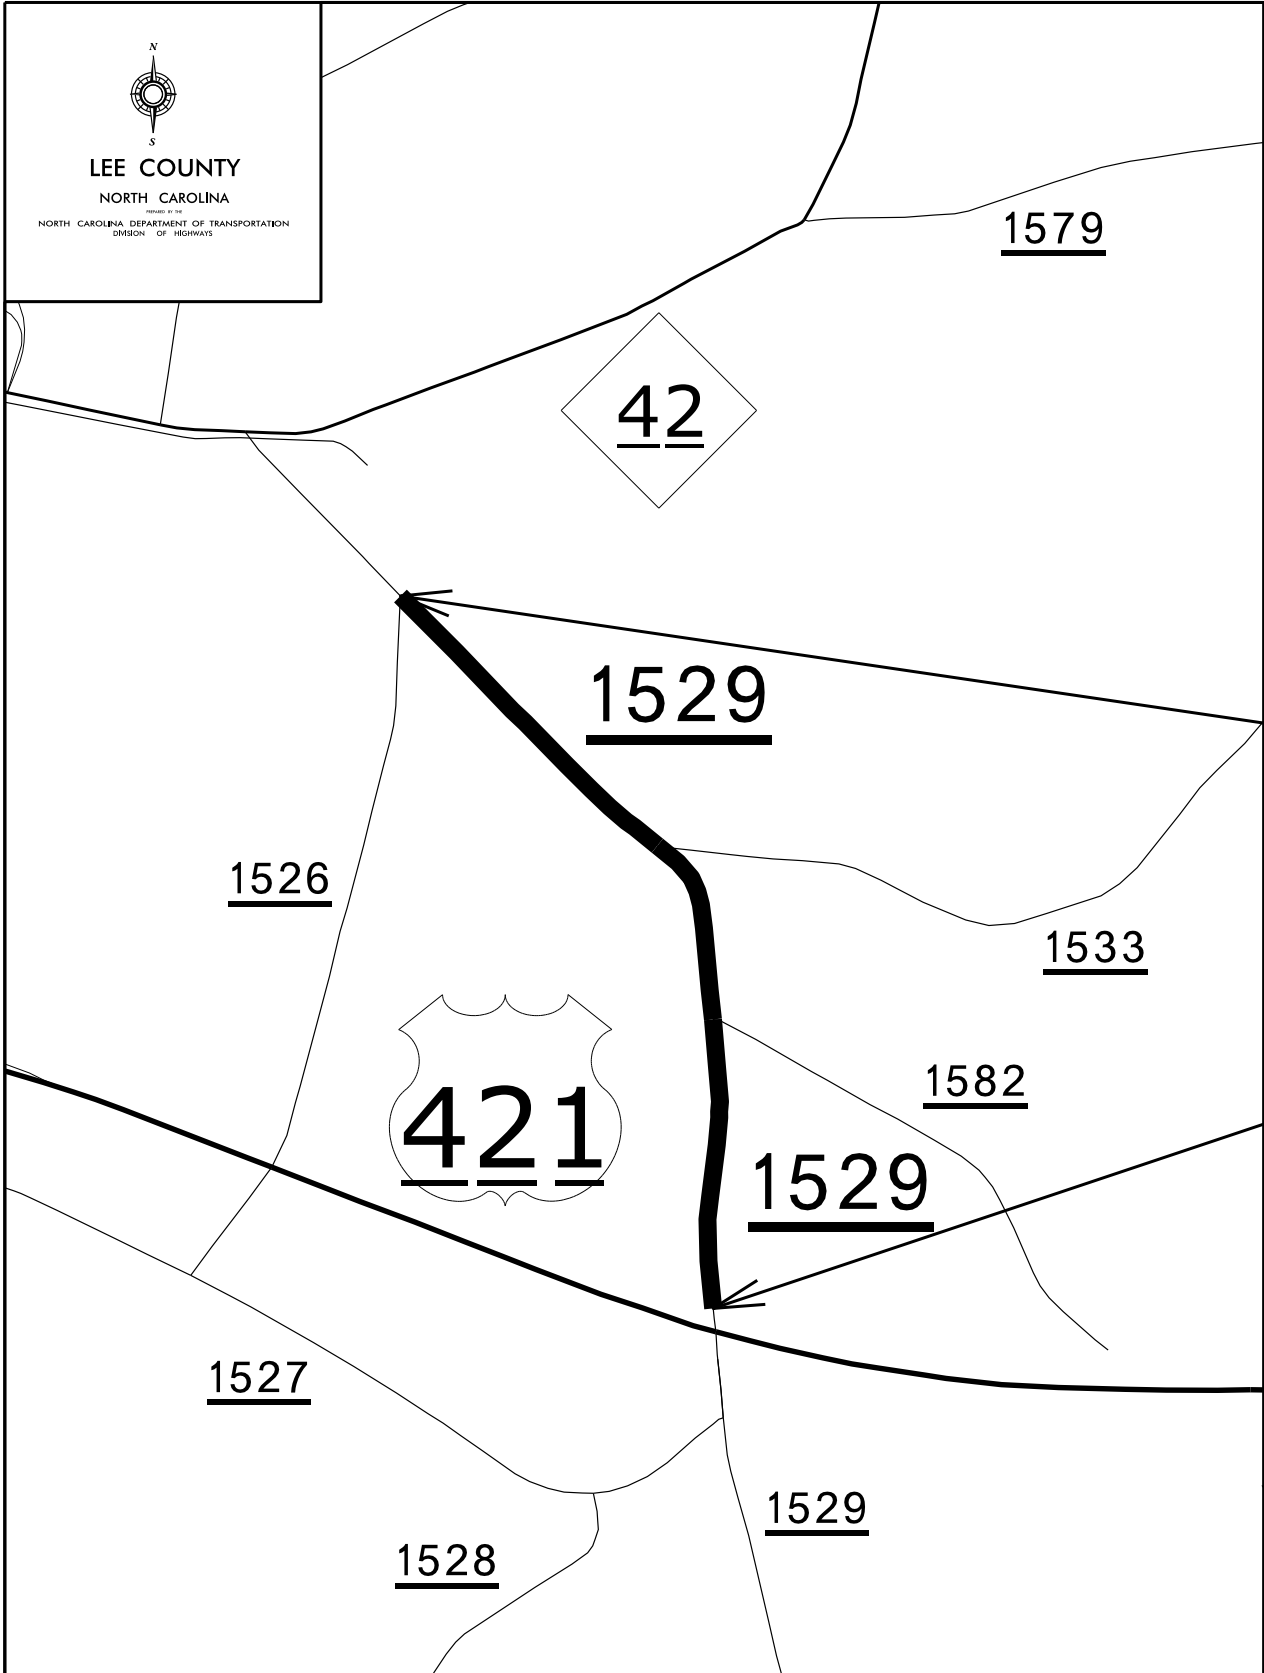 N
S
LEE COUNTY
NORTH CAROLINA
PREPARED BY THE
NORTH CAROLINA DEPARTMENT OF TRANSPORTATION
DIVISION OF HIGHWAYS
1579
42
1529
1526
1533
1582
421
1529
1527
1529
1528